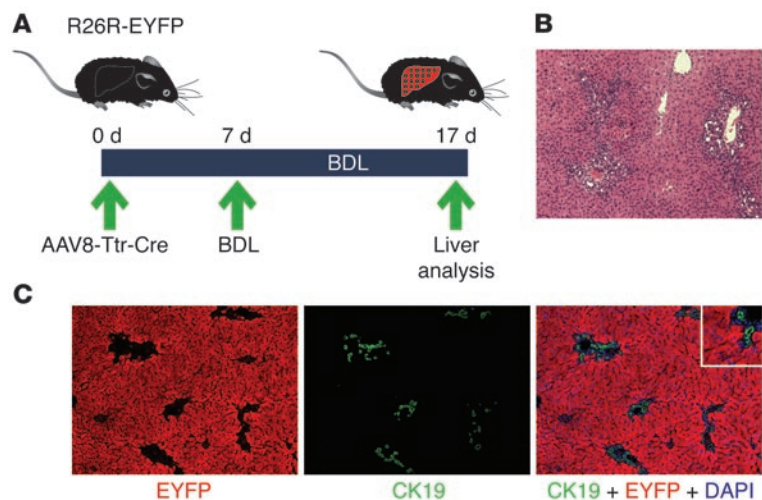 A
R26R-EYFP
B
0 d 7 d 17 d
BDL
AAV8-Ttr-Cre BDL Liver
analysis
C
EYFP CK19 CK19 + EYFP + DAPI